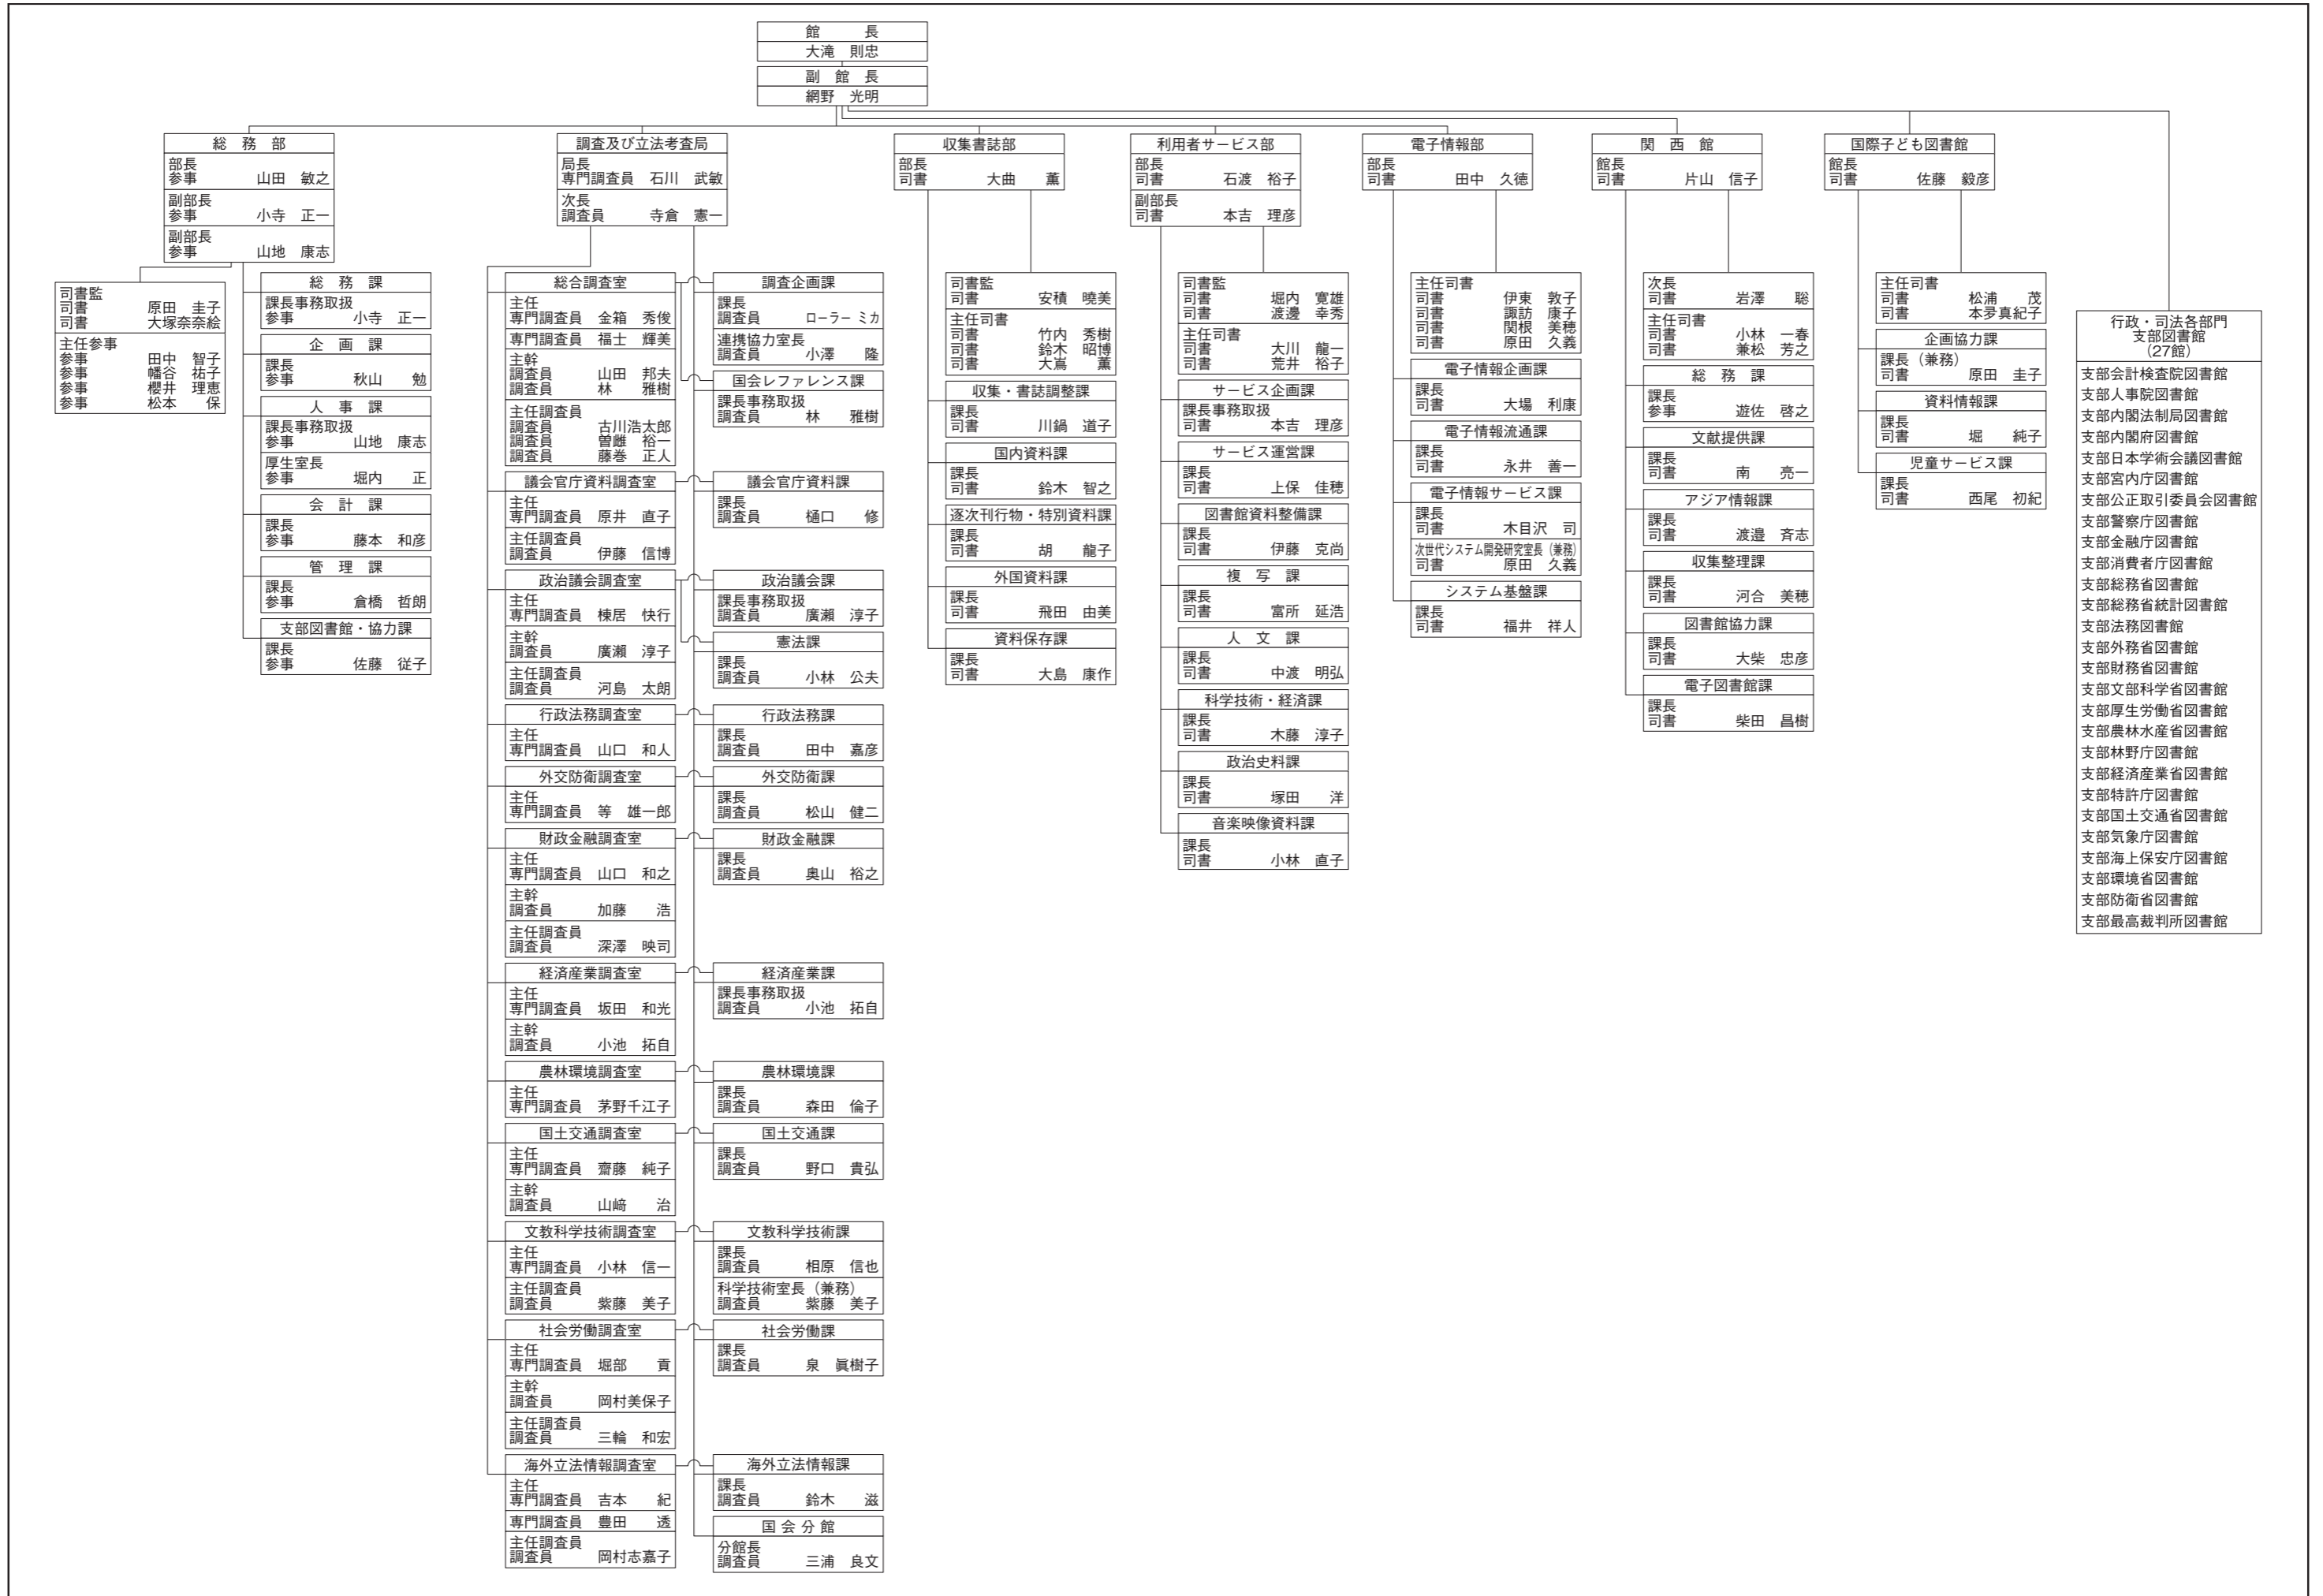 館　　長
大滝　則忠
副　館　長
網野　光明
総　務　部
部長
参事　山田　敏之
副部長
参事　小寺　正一
副部長
参事　山地　康志
司書監
司書　原田　圭子
司書　大塚奈奈絵
主任参事
参事　田中　智子
参事　幡谷　祐子
参事　櫻井　理恵
参事　松本　保
総　務　課
課長事務取扱
参事　小寺　正一
企　画　課
課長
参事　秋山　勉
人　事　課
課長事務取扱
参事　山地　康志
厚生室長
参事　堀内　正
会　計　課
課長
参事　藤本　和彦
管　理　課
課長
参事　倉橋　哲朗
支部図書館・協力課
課長
参事　佐藤　従子
調査及び立法考査局
局長
専門調査員　石川　武敏
次長
調査員　寺倉　憲一
総合調査室
主任
専門調査員　金箱　秀俊
専門調査員　福士　輝美
主幹
調査員　山田　邦夫
調査員　林　雅樹
主任調査員
調査員　古川浩太郎
調査員　曽雌　裕一
調査員　藤巻　正人
議会官庁資料調査室
主任
専門調査員　原井　直子
主任調査員
調査員　伊藤　信博
政治議会調査室
主任
専門調査員　棟居　快行
主幹
調査員　廣瀬　淳子
主任調査員
調査員　河島　太朗
行政法務調査室
主任
専門調査員　山口　和人
外交防衛調査室
主任
専門調査員　等　雄一郎
財政金融調査室
主任
専門調査員　山口　和之
主幹
調査員　加藤　浩
主任調査員
調査員　深澤　映司
経済産業調査室
主任
専門調査員　坂田　和光
主幹
調査員　小池　拓自
農林環境調査室
主任
専門調査員　茅野千江子
国土交通調査室
主任
専門調査員　齋藤　純子
主幹
調査員　山﨑　治
文教科学技術調査室
主任
専門調査員　小林　信一
主任調査員
調査員　紫藤　美子
社会労働調査室
主任
専門調査員　堀部　貢
主幹
調査員　岡村美保子
主任調査員
調査員　三輪　和宏
海外立法情報調査室
主任
専門調査員　吉本　紀
専門調査員　豊田　透
主任調査員
調査員　岡村志嘉子
調査企画課
課長
調査員　ローラー ミカ
連携協力室長
調査員　小澤　隆
国会レファレンス課
課長事務取扱
調査員　林　雅樹
議会官庁資料課
課長
調査員　樋口　修
政治議会課
課長事務取扱
調査員　廣瀬　淳子
憲法課
課長
調査員　小林　公夫
行政法務課
課長
調査員　田中　嘉彦
外交防衛課
課長
調査員　松山　健二
財政金融課
課長
調査員　奥山　裕之
経済産業課
課長事務取扱
調査員　小池　拓自
農林環境課
課長
調査員　森田　倫子
国土交通課
課長
調査員　野口　貴弘
文教科学技術課
課長
調査員　相原　信也
科学技術室長（兼務）
調査員　紫藤　美子
社会労働課
課長
調査員　泉　眞樹子
海外立法情報課
課長
調査員　鈴木　滋
国 会 分 館
分館長
調査員　三浦　良文
収集書誌部
部長
司書　大曲　薫
司書監
司書　安積　暁美
主任司書
司書　竹内　秀樹
司書　鈴木　昭博
司書　大嶌　薫
収集・書誌調整課
課長
司書　川鍋　道子
国内資料課
課長
司書　鈴木　智之
逐次刊行物・特別資料課
課長
司書　胡　龍子
外国資料課
課長
司書　飛田　由美
資料保存課
課長
司書　大島　康作
利用者サービス部
部長
司書　石渡　裕子
副部長
司書　本吉　理彦
司書監
司書　堀内　寛雄
司書　渡邊　幸秀
主任司書
司書　大川　龍一
司書　荒井　裕子
サービス企画課
課長事務取扱
司書　本吉　理彦
サービス運営課
課長
司書　上保　佳穂
図書館資料整備課
課長
司書　伊藤　克尚
複　写　課
課長
司書　富所　延浩
人　文　課
課長
司書　中渡　明弘
科学技術・経済課
課長
司書　木藤　淳子
政治史料課
課長
司書　塚田　洋
音楽映像資料課
課長
司書　小林　直子
電子情報部
部長
司書　田中　久徳
主任司書
司書　伊東　敦子
司書　諏訪　康子
司書　関根　美穂
司書　原田　久義
電子情報企画課
課長
司書　大場　利康
電子情報流通課
課長
司書　永井　善一
電子情報サービス課
課長
司書　木目沢　司
次世代システム開発研究室長（兼務）
司書　原田　久義
システム基盤課
課長
司書　福井　祥人
関　西　館
館長
司書　片山　信子
次長
司書　岩澤　聡
主任司書
司書　小林　一春
司書　兼松　芳之
総　務　課
課長
参事　遊佐　啓之
文献提供課
課長
司書　南　亮一
アジア情報課
課長
司書　渡邉　斉志
収集整理課
課長
司書　河合　美穂
図書館協力課
課長
司書　大柴　忠彦
電子図書館課
課長
司書　柴田　昌樹
国際子ども図書館
館長
司書　佐藤　毅彦
主任司書
司書　松浦　茂
司書　本夛真紀子
企画協力課
課長（兼務）
司書　原田　圭子
資料情報課
課長
司書　堀　純子
児童サービス課
課長
司書　西尾　初紀
行政・司法各部門
支部図書館
（27館）
支部会計検査院図書館
支部人事院図書館
支部内閣法制局図書館
支部内閣府図書館
支部日本学術会議図書館
支部宮内庁図書館
支部公正取引委員会図書館
支部警察庁図書館
支部金融庁図書館
支部消費者庁図書館
支部総務省図書館
支部総務省統計図書館
支部法務図書館
支部外務省図書館
支部財務省図書館
支部文部科学省図書館
支部厚生労働省図書館
支部農林水産省図書館
支部林野庁図書館
支部経済産業省図書館
支部特許庁図書館
支部国土交通省図書館
支部気象庁図書館
支部海上保安庁図書館
支部環境省図書館
支部防衛省図書館
支部最高裁判所図書館